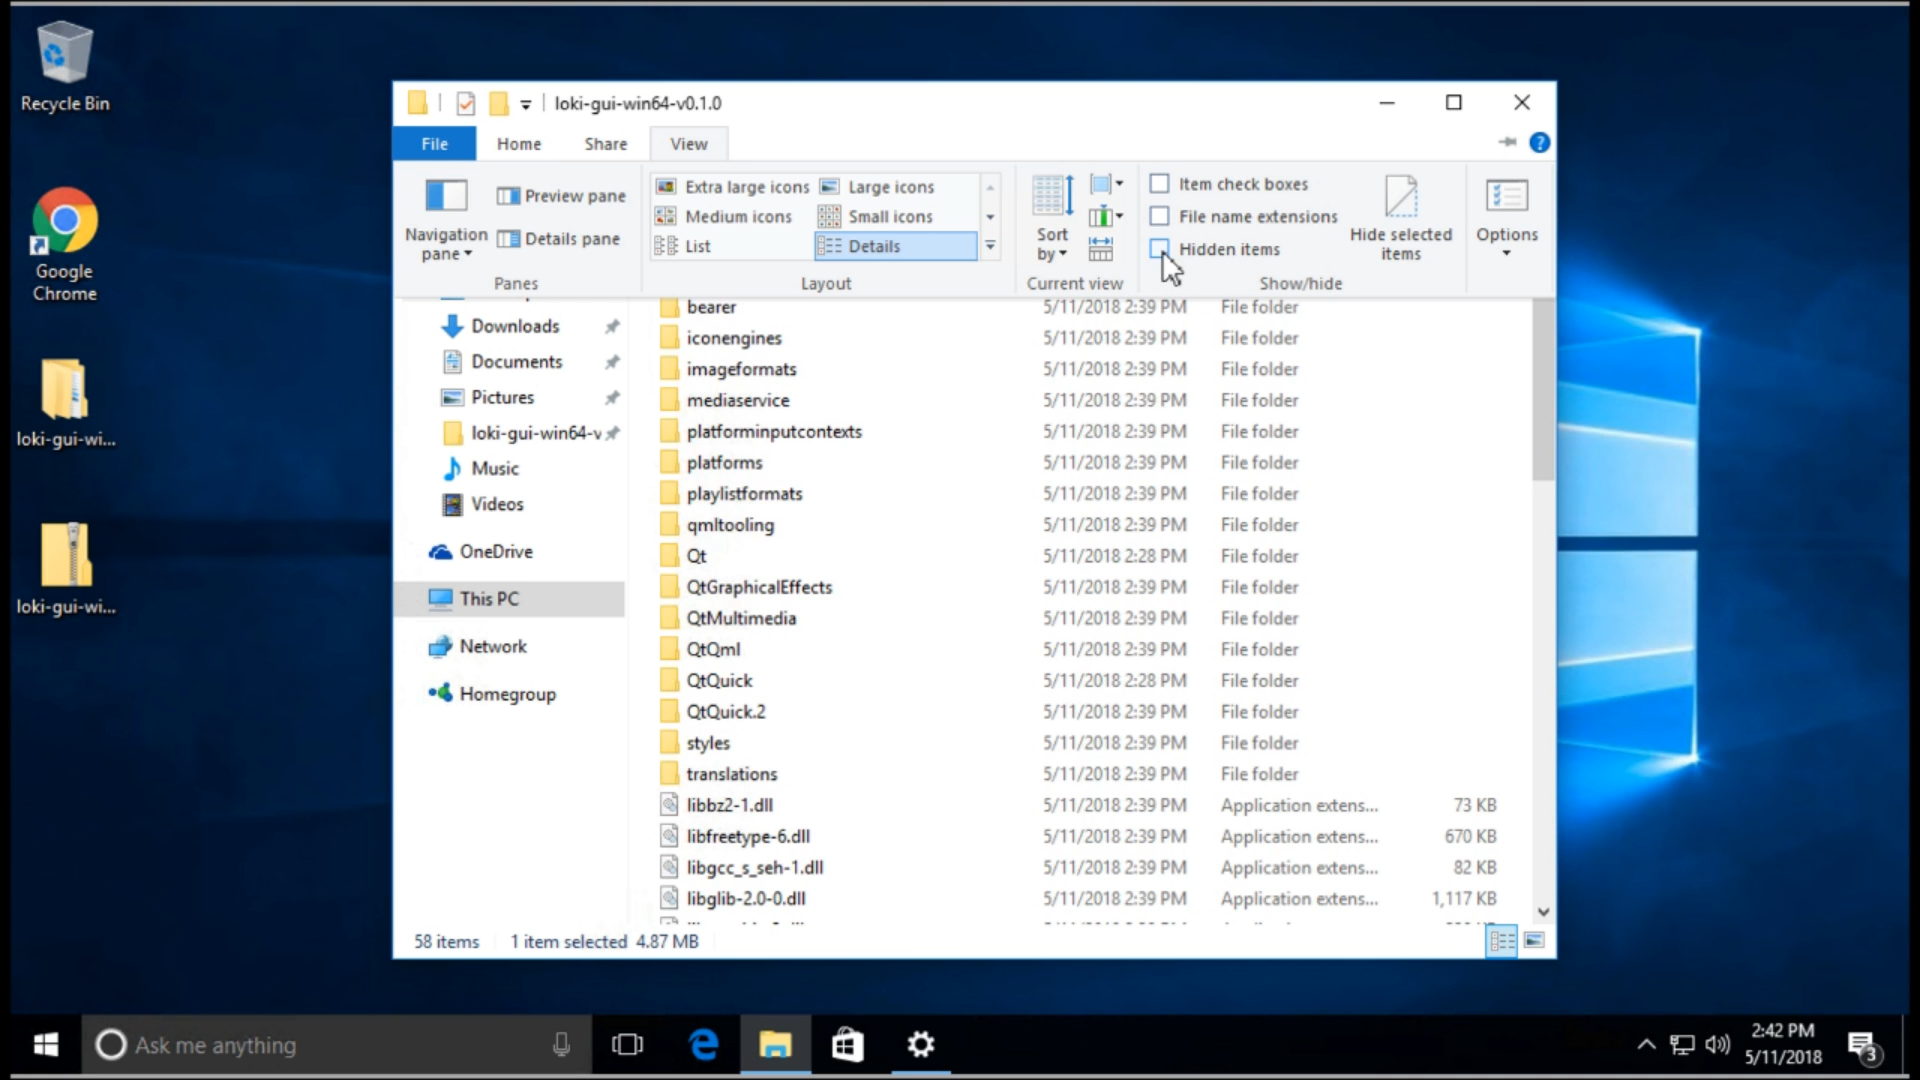 Recycle Bin
Google
Chrome
loki-gui-wi...
loki-gui-wi...
loki-gui-win64-v0.1.0
File Home Share View
?
Navigation
pane
Preview pane
Details pane
Panes
Extra large icons Large icons
Medium icons Small icons
List Details
Layout
Sort
by
Current view
Item check boxes
File name extensions
Hidden items
Hide selected
items
Show/hide
Options
Downloads
Documents
Pictures
loki-gui-win64-v
Music
Videos
OneDrive
This PC
Network
Homegroup
bearer 5/11/2018 2:39 PM File folder
iconengines 5/11/2018 2:39 PM File folder
imageformats 5/11/2018 2:39 PM File folder
mediaservice 5/11/2018 2:39 PM File folder
platforminputcontexts 5/11/2018 2:39 PM File folder
platforms 5/11/2018 2:39 PM File folder
playlistformats 5/11/2018 2:39 PM File folder
qmltooling 5/11/2018 2:39 PM File folder
Qt 5/11/2018 2:28 PM File folder
QtGraphicalEffects 5/11/2018 2:39 PM File folder
QtMultimedia 5/11/2018 2:39 PM File folder
QtQml 5/11/2018 2:39 PM File folder
QtQuick 5/11/2018 2:28 PM File folder
QtQuick.2 5/11/2018 2:39 PM File folder
styles 5/11/2018 2:39 PM File folder
translations 5/11/2018 2:39 PM File folder
libbz2-1.dll 5/11/2018 2:39 PM Application extens... 73 KB
libfreetype-6.dll 5/11/2018 2:39 PM Application extens... 670 KB
libgcc_s_seh-1.dll 5/11/2018 2:39 PM Application extens... 82 KB
libglib-2.0-0.dll 5/11/2018 2:39 PM Application extens... 1,117 KB
58 items 1 item selected 4.87 MB
Ask me anything
2:42 PM
5/11/2018
3